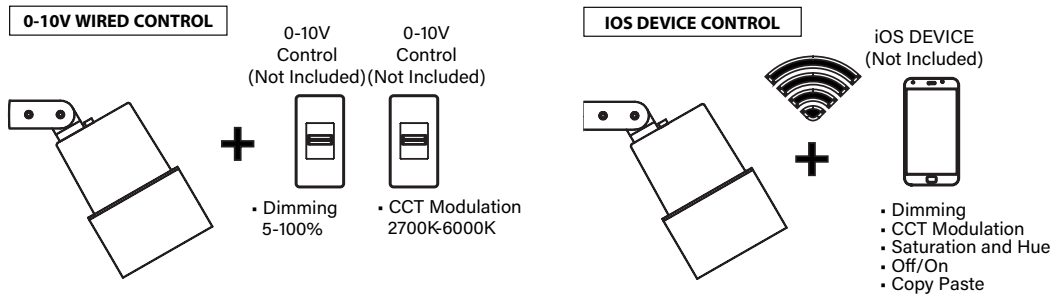 0-10V WIRED CONTROL
0-10V
Control
(Not Included)
0-10V
Control
(Not Included)
▪ Dimming
5-100%
▪ CCT Modulation
2700K-6000K
IOS DEVICE CONTROL
iOS DEVICE
(Not Included)
▪ Dimming
▪ CCT Modulation
▪ Saturation and Hue
▪ Off/On
▪ Copy Paste